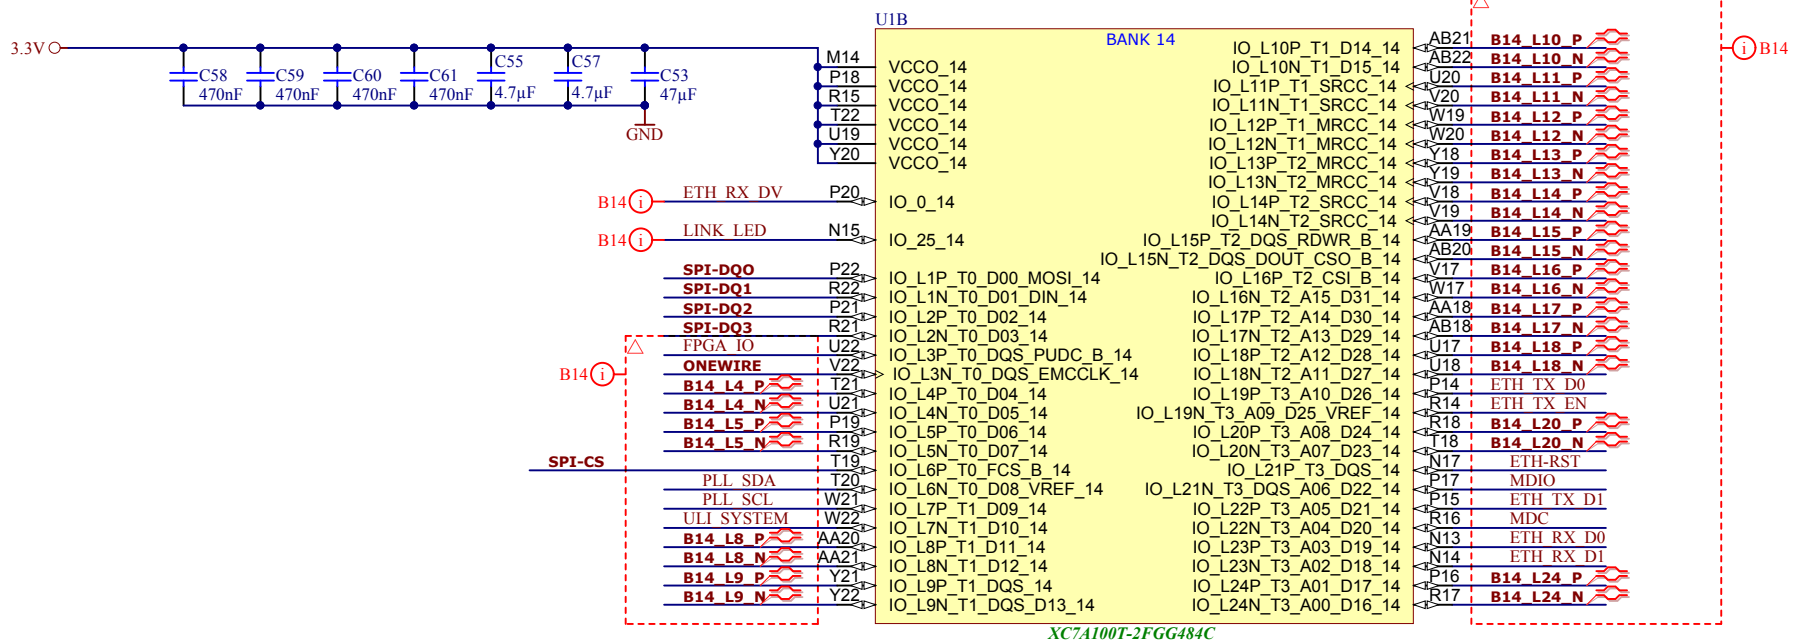 U1B
BANK 14
3.3V
C58
470nF
C59
470nF
C60
470nF
C61
470nF
C55
4.7µF
C57
4.7µF
C53
47µF
GND
M14 VCCO_14
P18 VCCO_14
R15 VCCO_14
T22 VCCO_14
U19 VCCO_14
Y20 VCCO_14
B14 i ETH_RX_DV P20 IO_0_14
B14 i LINK_LED N15 IO_25_14
SPI-DQ0 P22 IO_L1P_T0_D00_MOSI_14
SPI-DQ1 R22 IO_L1N_T0_D01_DIN_14
SPI-DQ2 P21 IO_L2P_T0_D02_14
SPI-DQ3 R21 IO_L2N_T0_D03_14
FPGA_IO U22 IO_L3P_T0_DQS_PUDC_B_14
B14 i
ONEWIRE V22 IO_L3N_T0_DQS_EMCCLK_14
B14_L4_P T21 IO_L4P_T0_D04_14
B14_L4_N U21 IO_L4N_T0_D05_14
B14_L5_P P19 IO_L5P_T0_D06_14
B14_L5_N R19 IO_L5N_T0_D07_14
SPI-CS T19 IO_L6P_T0_FCS_B_14
PLL_SDA T20 IO_L6N_T0_D08_VREF_14
PLL_SCL W21 IO_L7P_T1_D09_14
ULI_SYSTEM W22 IO_L7N_T1_D10_14
B14_L8_P AA20 IO_L8P_T1_D11_14
B14_L8_N AA21 IO_L8N_T1_D12_14
B14_L9_P Y21 IO_L9P_T1_DQS_14
B14_L9_N Y22 IO_L9N_T1_DQS_D13_14
IO_L10P_T1_D14_14 AB21 B14_L10_P
i B14
IO_L10N_T1_D15_14 AB22 B14_L10_N
IO_L11P_T1_SRCC_14 U20 B14_L11_P
IO_L11N_T1_SRCC_14 V20 B14_L11_N
IO_L12P_T1_MRCC_14 W19 B14_L12_P
IO_L12N_T1_MRCC_14 W20 B14_L12_N
IO_L13P_T2_MRCC_14 Y18 B14_L13_P
IO_L13N_T2_MRCC_14 Y19 B14_L13_N
IO_L14P_T2_SRCC_14 V18 B14_L14_P
IO_L14N_T2_SRCC_14 V19 B14_L14_N
IO_L15P_T2_DQS_RDWR_B_14 AA19 B14_L15_P
IO_L15N_T2_DQS_DOUT_CSO_B_14 AB20 B14_L15_N
IO_L16P_T2_CSI_B_14 V17 B14_L16_P
IO_L16N_T2_A15_D31_14 W17 B14_L16_N
IO_L17P_T2_A14_D30_14 AA18 B14_L17_P
IO_L17N_T2_A13_D29_14 AB18 B14_L17_N
IO_L18P_T2_A12_D28_14 U17 B14_L18_P
IO_L18N_T2_A11_D27_14 U18 B14_L18_N
IO_L19P_T3_A10_D26_14 P14 ETH_TX_D0
IO_L19N_T3_A09_D25_VREF_14 R14 ETH_TX_EN
IO_L20P_T3_A08_D24_14 R18 B14_L20_P
IO_L20N_T3_A07_D23_14 T18 B14_L20_N
IO_L21P_T3_DQS_14 N17 ETH-RST
IO_L21N_T3_DQS_A06_D22_14 P17 MDIO
IO_L22P_T3_A05_D21_14 P15 ETH_TX_D1
IO_L22N_T3_A04_D20_14 R16 MDC
IO_L23P_T3_A03_D19_14 N13 ETH_RX_D0
IO_L23N_T3_A02_D18_14 N14 ETH_RX_D1
IO_L24P_T3_A01_D17_14 P16 B14_L24_P
IO_L24N_T3_A00_D16_14 R17 B14_L24_N
XC7A100T-2FGG484C